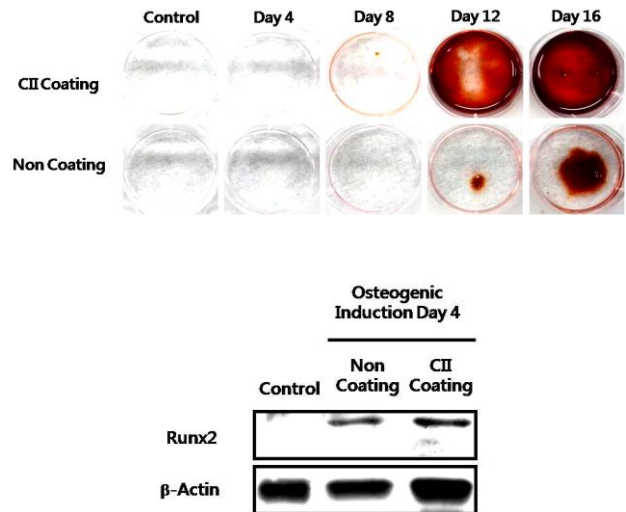 Control Day 4 Day 8 Day 12 Day 16
CII Coating
Non Coating
Osteogenic
Induction Day 4
Non CII
Control Coating Coating
Runx2
β-Actin